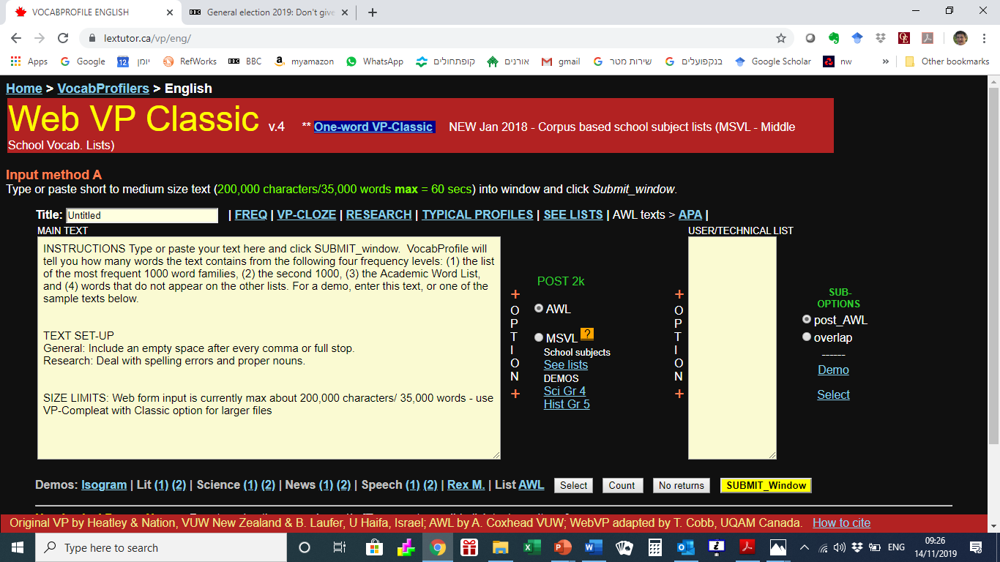 VOCABPROFILE ENGLISH
General election 2019: Don't give
lextutor.ca/vp/eng/
Apps Google יומן RefWorks BBC myamazon WhatsApp קופתחולים אורנים gmail שירות מטר בנקפועלים Google Scholar nw » Other bookmarks
Home > VocabProfilers > English
Web VP Classic v.4 ** One-word VP-Classic NEW Jan 2018 - Corpus based school subject lists (MSVL - Middle
School Vocab. Lists)
Input method A
Type or paste short to medium size text (200,000 characters/35,000 words max = 60 secs) into window and click Submit_window.
Title: Untitled | FREQ | VP-CLOZE | RESEARCH | TYPICAL PROFILES | SEE LISTS | AWL texts > APA |
MAIN TEXT
INSTRUCTIONS Type or paste your text here and click SUBMIT_window. VocabProfile will
tell you how many words the text contains from the following four frequency levels: (1) the list
of the most frequent 1000 word families, (2) the second 1000, (3) the Academic Word List,
and (4) words that do not appear on the other lists. For a demo, enter this text, or one of the
sample texts below.
TEXT SET-UP
General: Include an empty space after every comma or full stop.
Research: Deal with spelling errors and proper nouns.
SIZE LIMITS: Web form input is currently max about 200,000 characters/ 35,000 words - use
VP-Compleat with Classic option for larger files
+
O
P
T
I
O
N
+
POST 2k
AWL
MSVL ?
School subjects
See lists
DEMOS
Sci Gr 4
Hist Gr 5
+
O
P
T
I
O
N
+
USER/TECHNICAL LIST
SUB-
OPTIONS
post_AWL
overlap
------
Demo
Select
Demos: Isogram | Lit (1) (2) | Science (1) (2) | News (1) (2) | Speech (1) (2) | Rex M. | List AWL Select Count No returns SUBMIT_Window
Original VP by Heatley & Nation, VUW New Zealand & B. Laufer, U Haifa, Israel; AWL by A. Coxhead VUW; WebVP adapted by T. Cobb, UQAM Canada. How to cite
Type here to search
ENG
09:26
14/11/2019